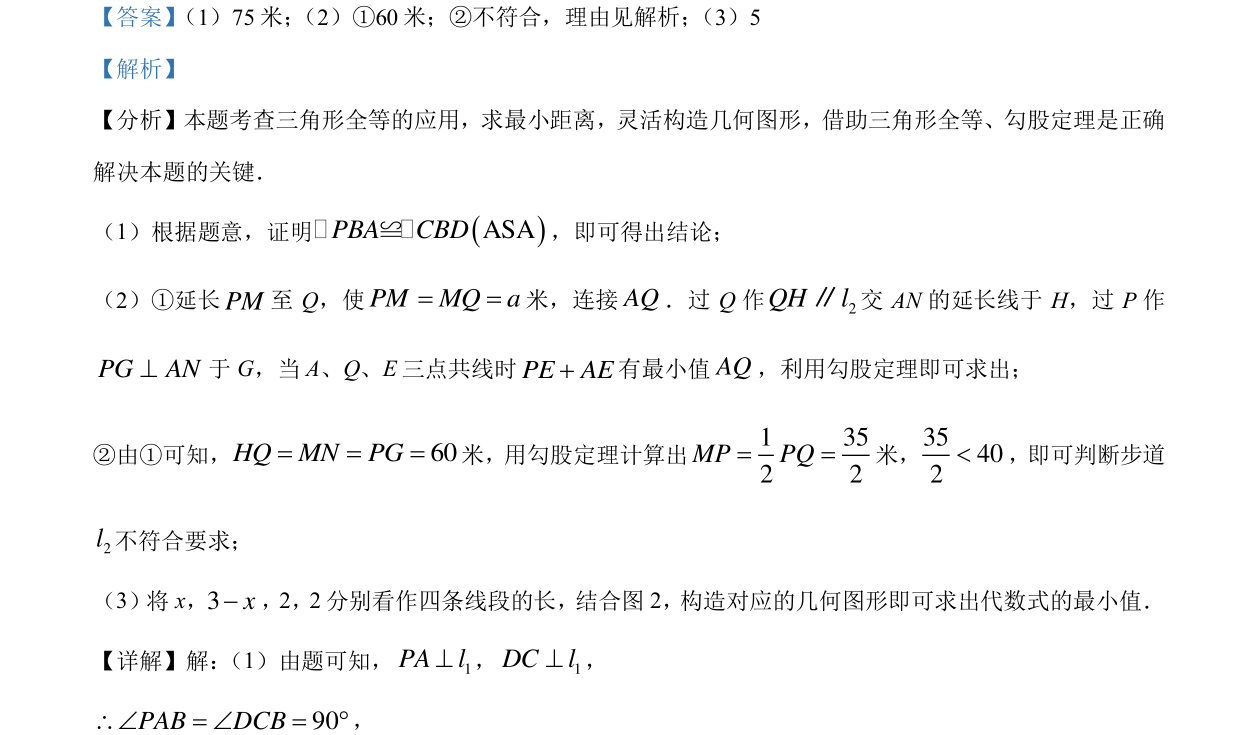 【答案】（1）75 米；（2）①60 米；②不符合，理由见解析；（3）5
【解析】
【分析】本题考查三角形全等的应用，求最小距离，灵活构造几何图形，借助三角形全等、勾股定理是正确
解决本题的关键．
（1）根据题意，证明□PBA≌□CBD(ASA)，即可得出结论；
（2）①延长 PM 至 Q，使 PM = MQ = a 米，连接 AQ ．过 Q 作 QH ∥ l₂ 交 AN 的延长线于 H，过 P 作
PG ⊥ AN 于 G，当 A、Q、E 三点共线时 PE + AE 有最小值 AQ ，利用勾股定理即可求出；
②由①可知，HQ = MN = PG = 60 米，用勾股定理计算出 MP = 1/2 PQ = 35/2 米，35/2 < 40 ，即可判断步道
l₂ 不符合要求；
（3）将 x，3 − x ，2，2 分别看作四条线段的长，结合图 2，构造对应的几何图形即可求出代数式的最小值．
【详解】解：（1）由题可知， PA ⊥ l₁ ， DC ⊥ l₁ ，
∴∠PAB = ∠DCB = 90° ，